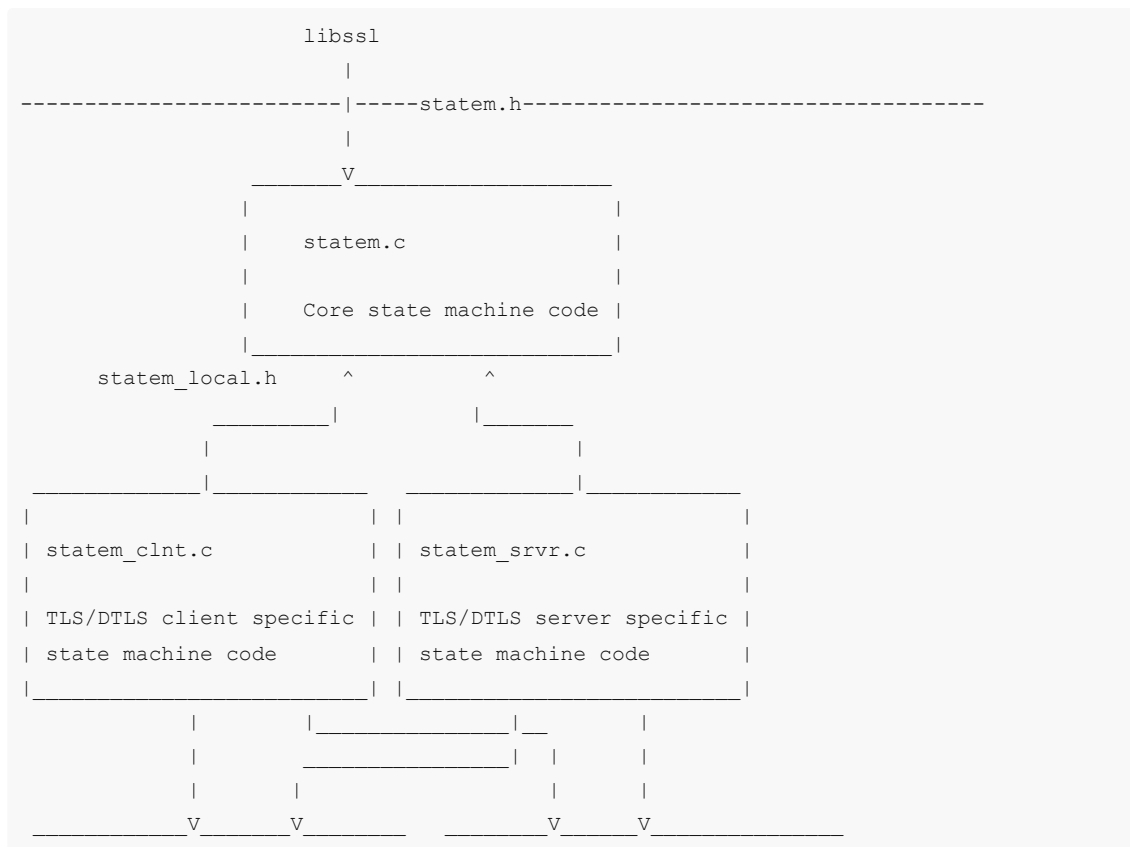 libssl
statem.h
statem.c
Core state machine code
statem_local.h
statem_clnt.c statem_srvr.c
TLS/DTLS client specific TLS/DTLS server specific
state machine code state machine code